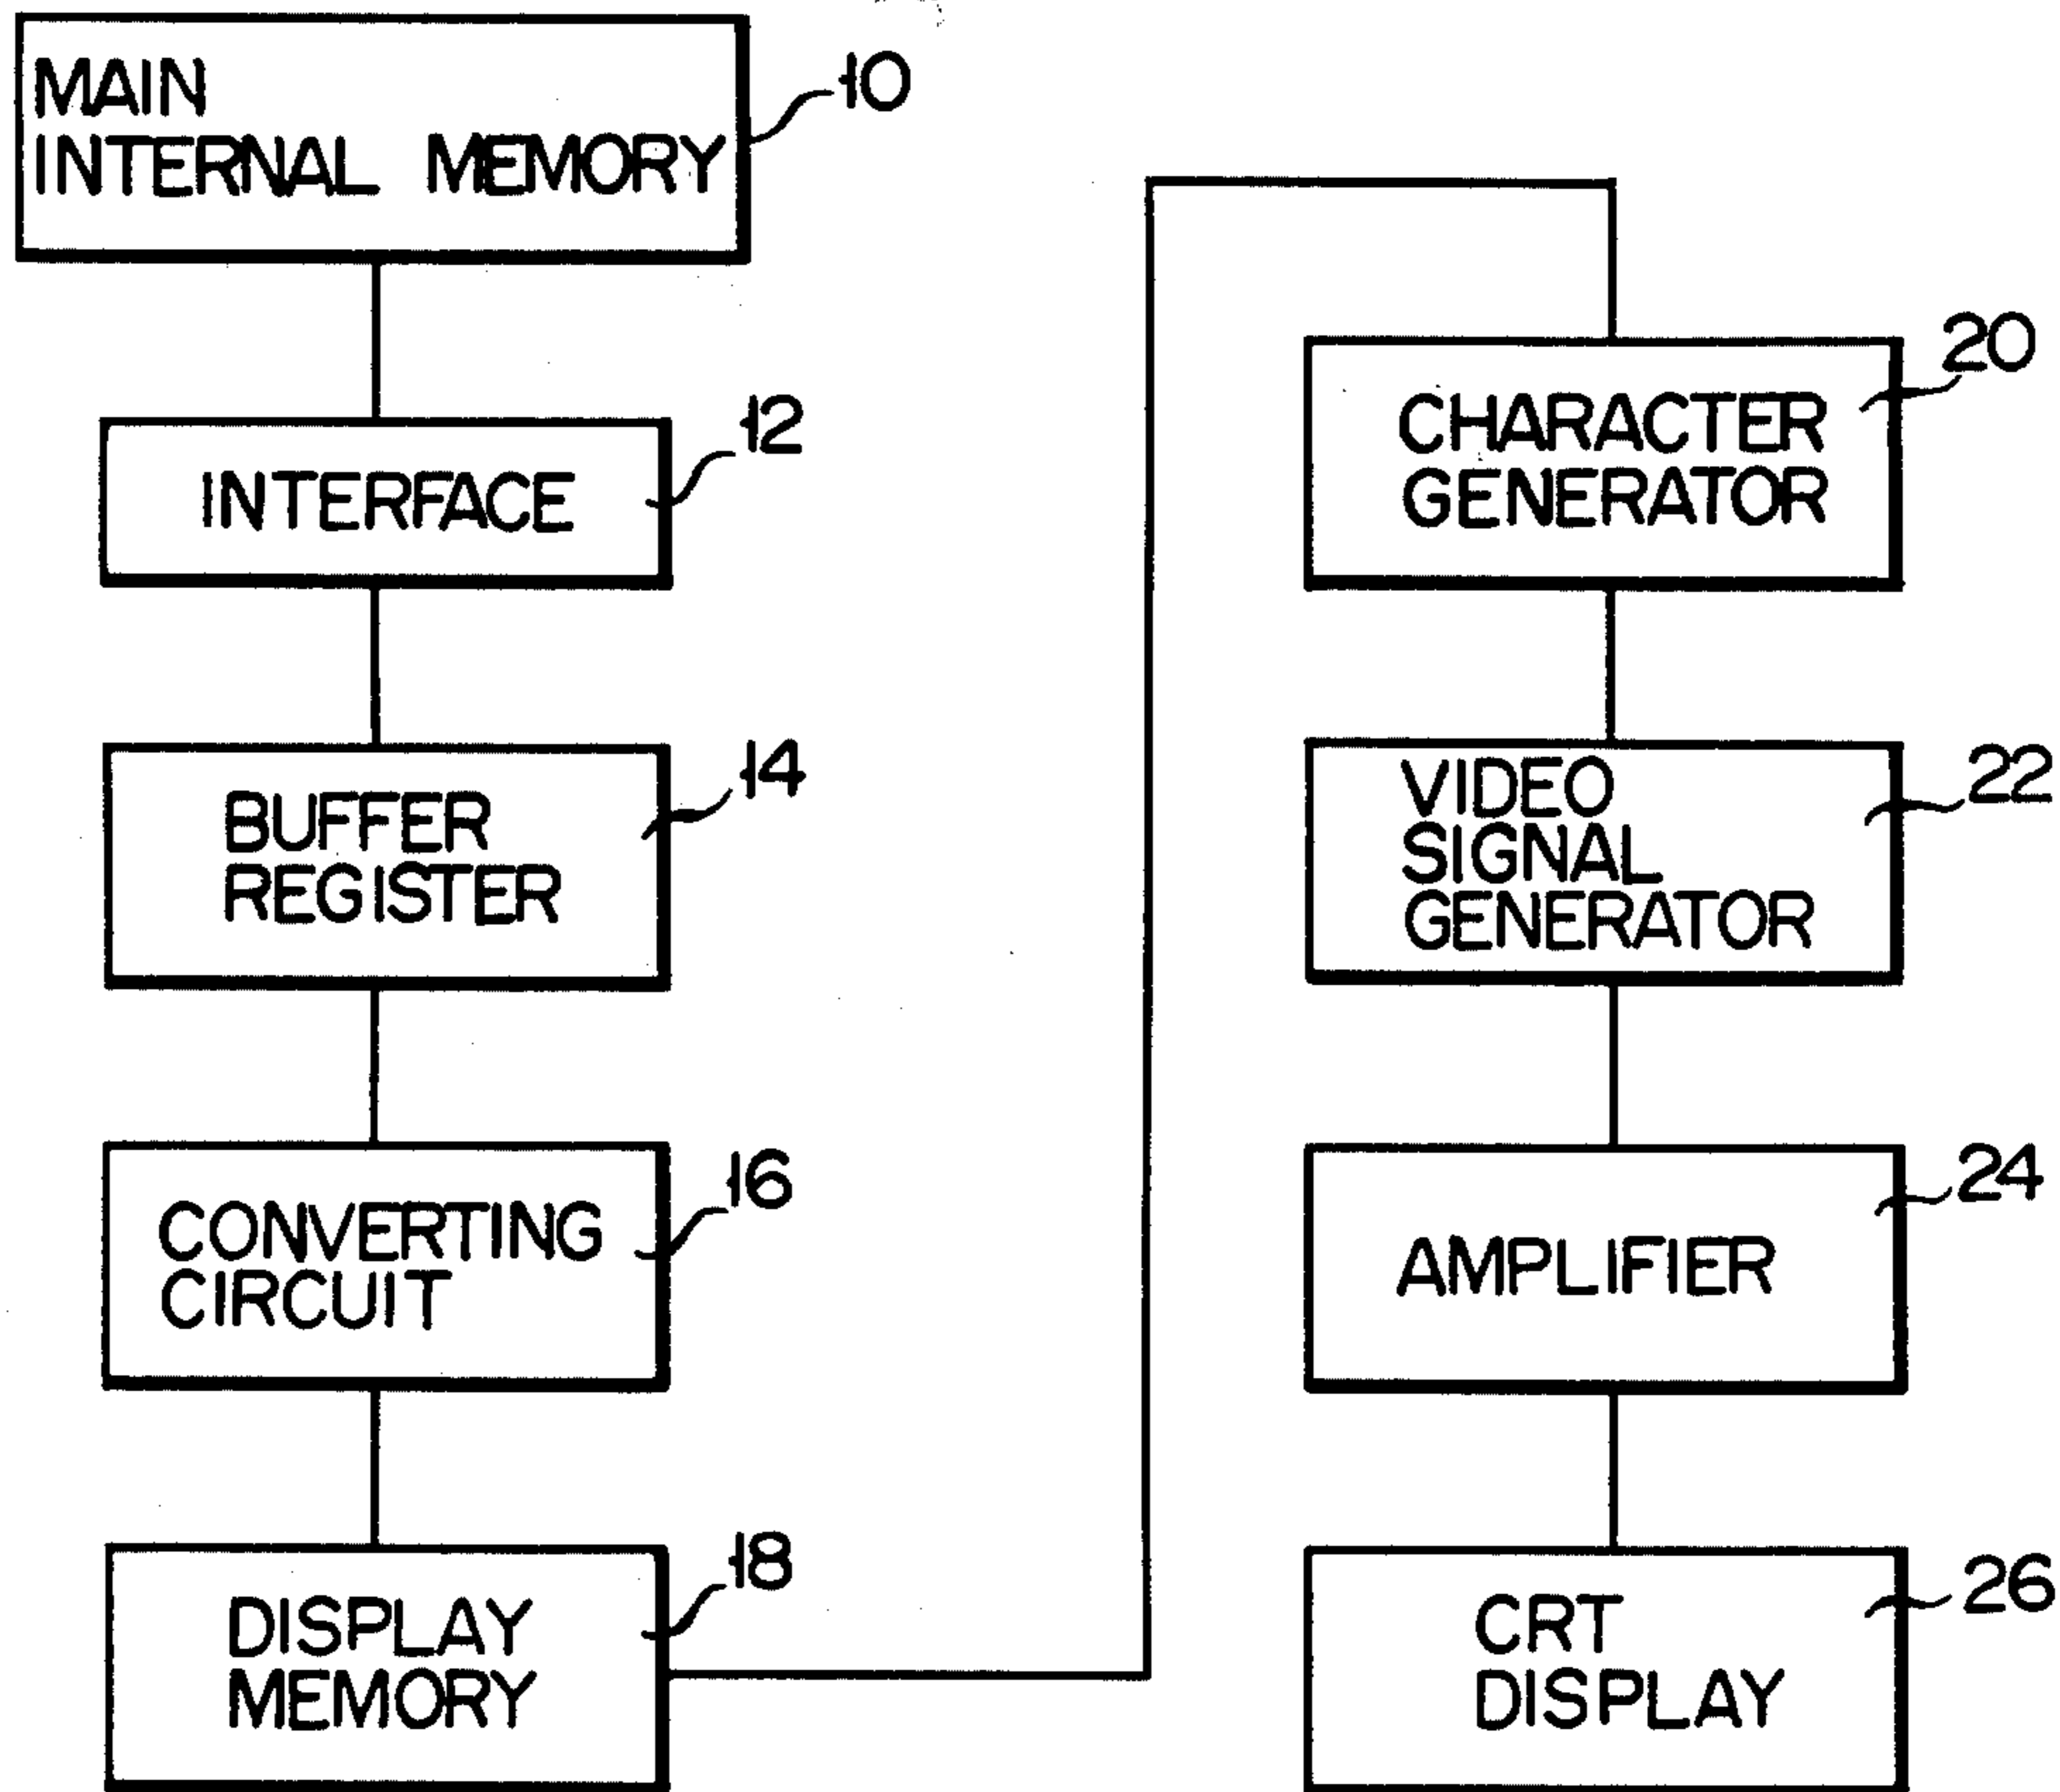 MAIN
INTERNAL MEMORY
10
INTERFACE
12
BUFFER
REGISTER
14
CONVERTING
CIRCUIT
16
DISPLAY
MEMORY
18
CHARACTER
GENERATOR
20
VIDEO
SIGNAL
GENERATOR
22
AMPLIFIER
24
CRT
DISPLAY
26